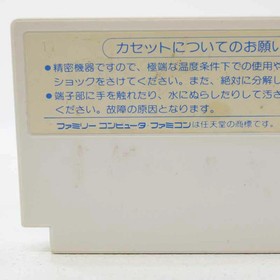 カセットについてのお願い
●精密機器ですので、極端な温度条件下での使用や
ショックをさけてください。また、絶対に分解し
●端子部に手を触れたり、水にぬらしたりして汚さ
ください。故障の原因となります。
ファミリーコンピュータ・ファミコンは任天堂の商標です。